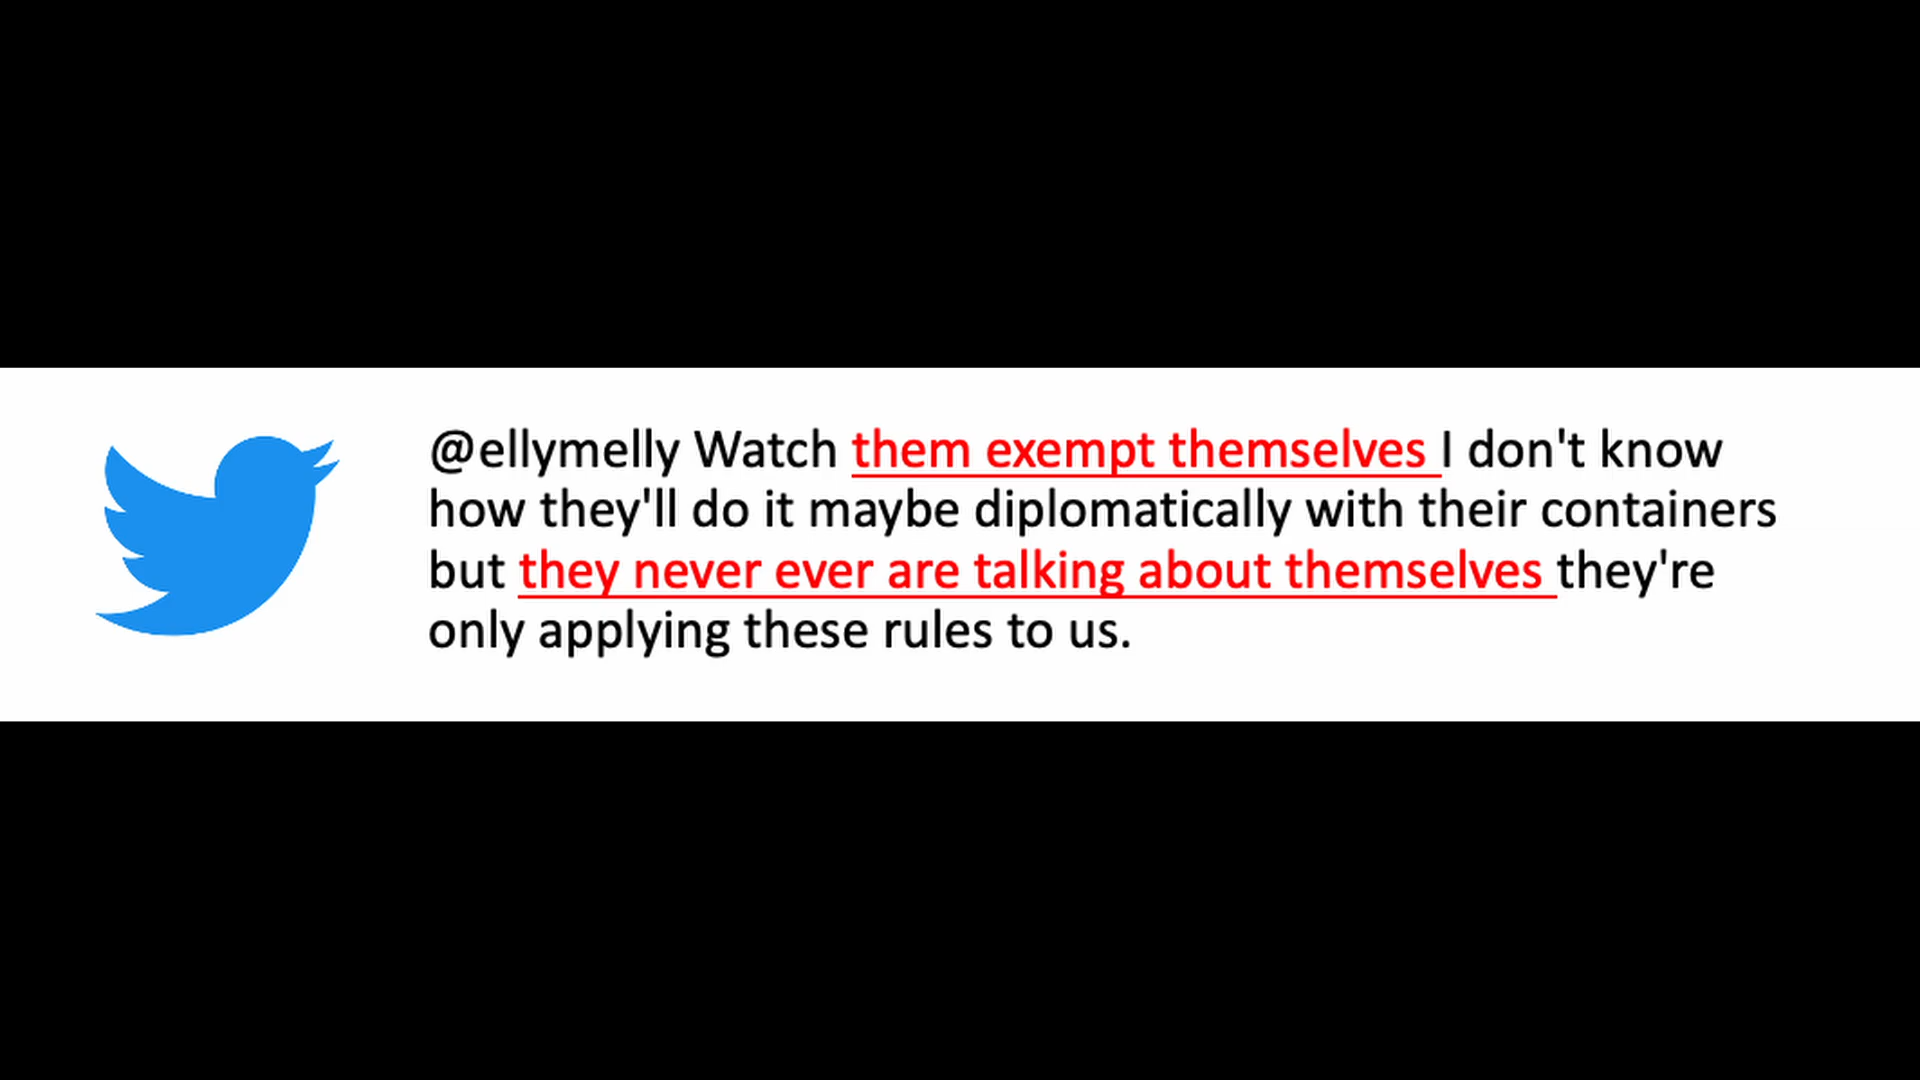 @ellymelly Watch them exempt themselves I don't know
how they'll do it maybe diplomatically with their containers
but they never ever are talking about themselves they're
only applying these rules to us.